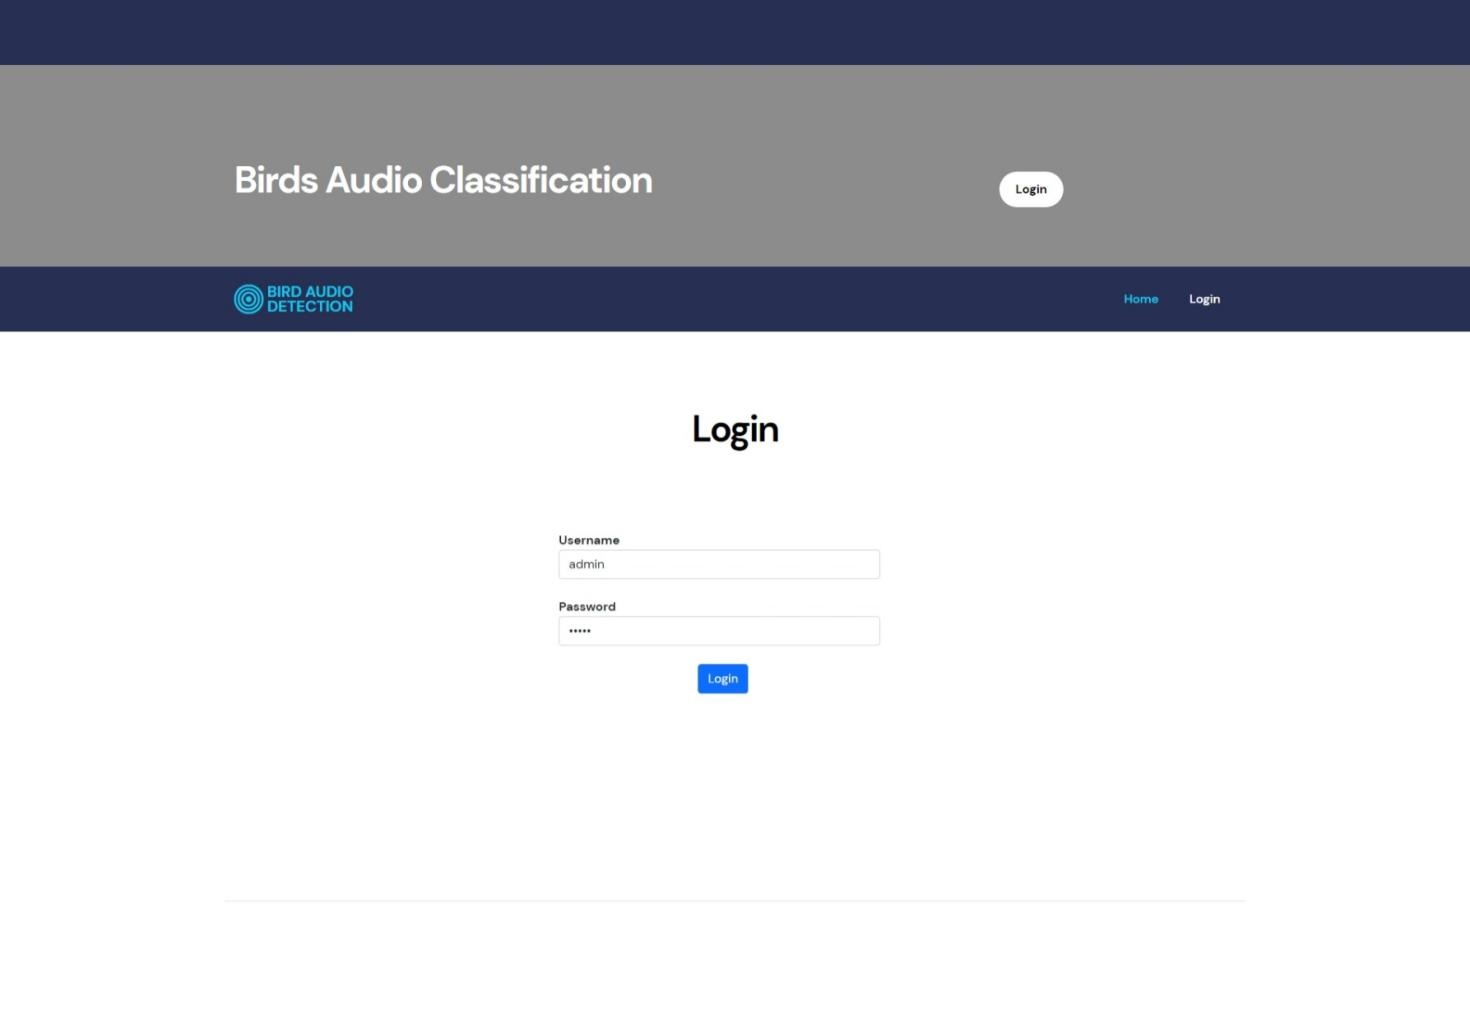 Birds Audio Classification
Login
BIRD AUDIO
DETECTION
Home
Login
Login
Username
admin
Password
•••••
Login